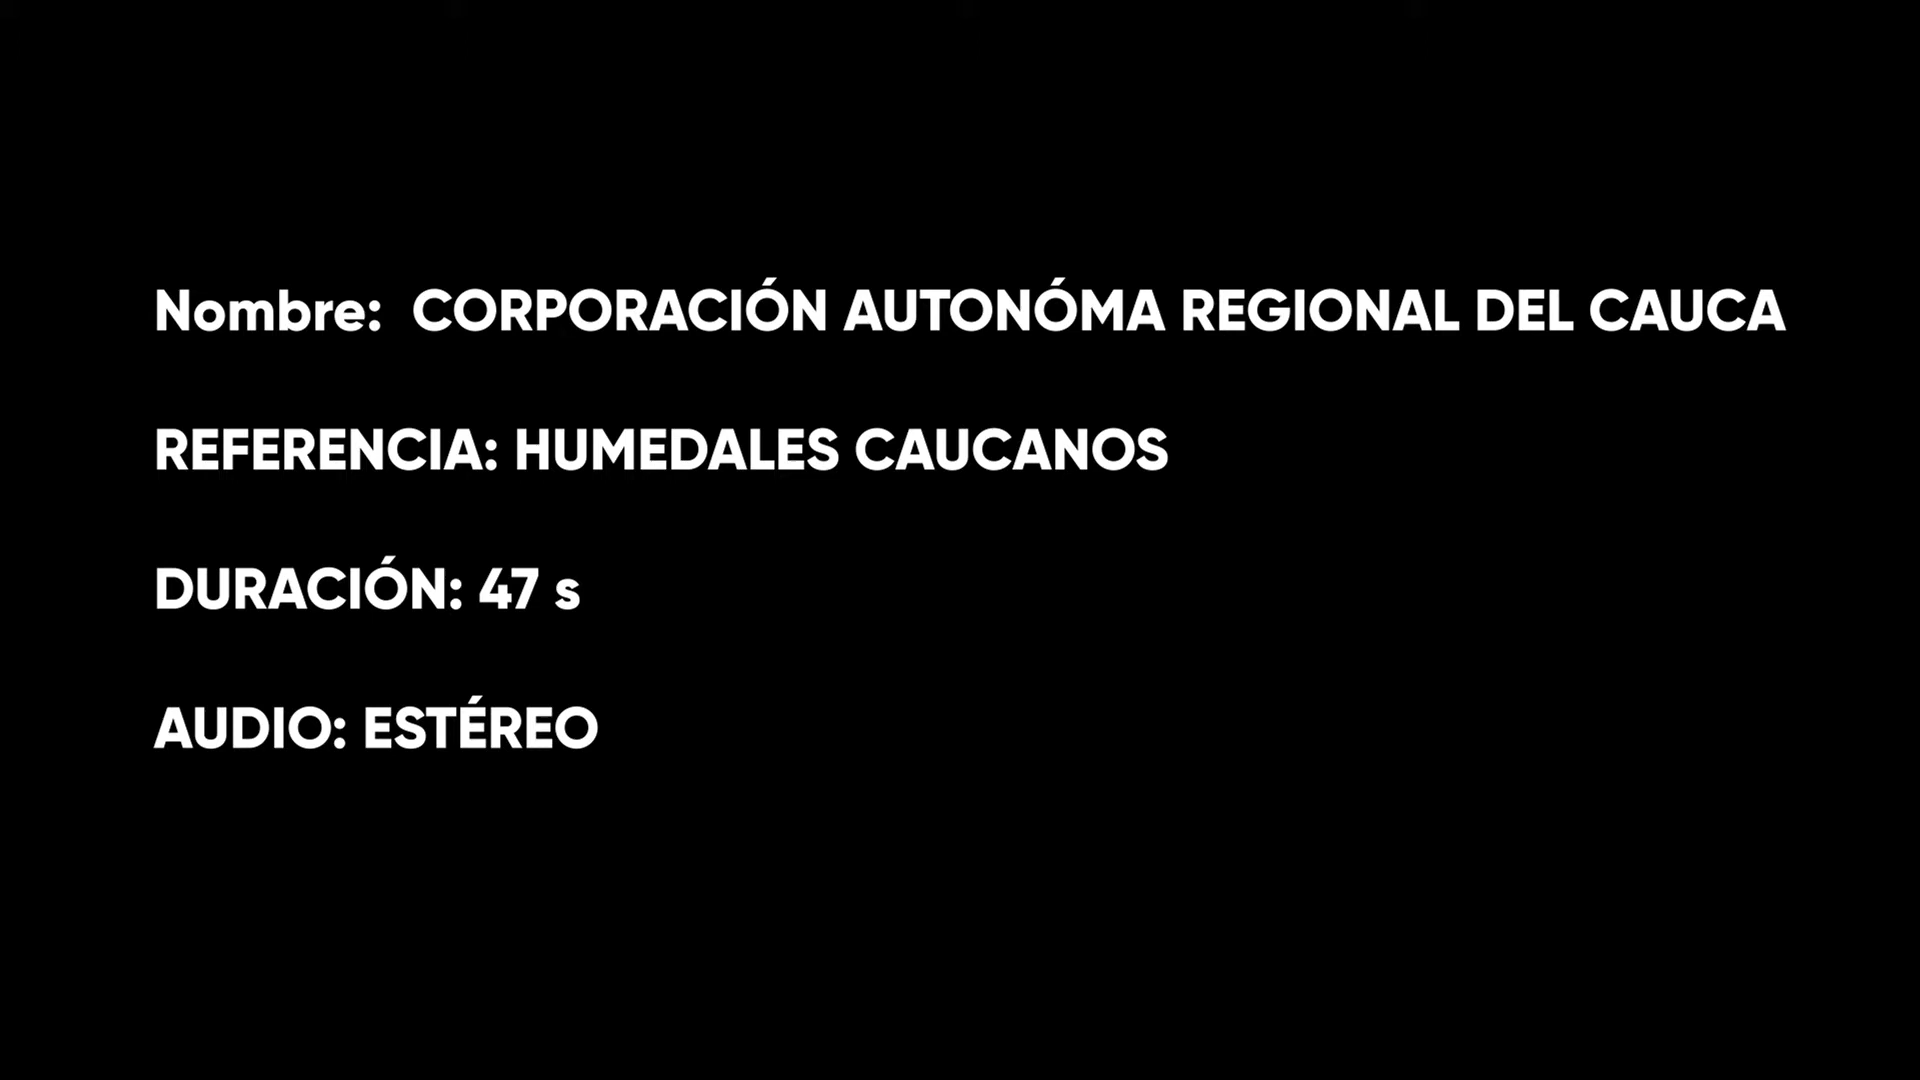 Nombre:  CORPORACIÓN AUTONÓMA REGIONAL DEL CAUCA
REFERENCIA: HUMEDALES CAUCANOS
DURACIÓN: 47 s
AUDIO: ESTÉREO